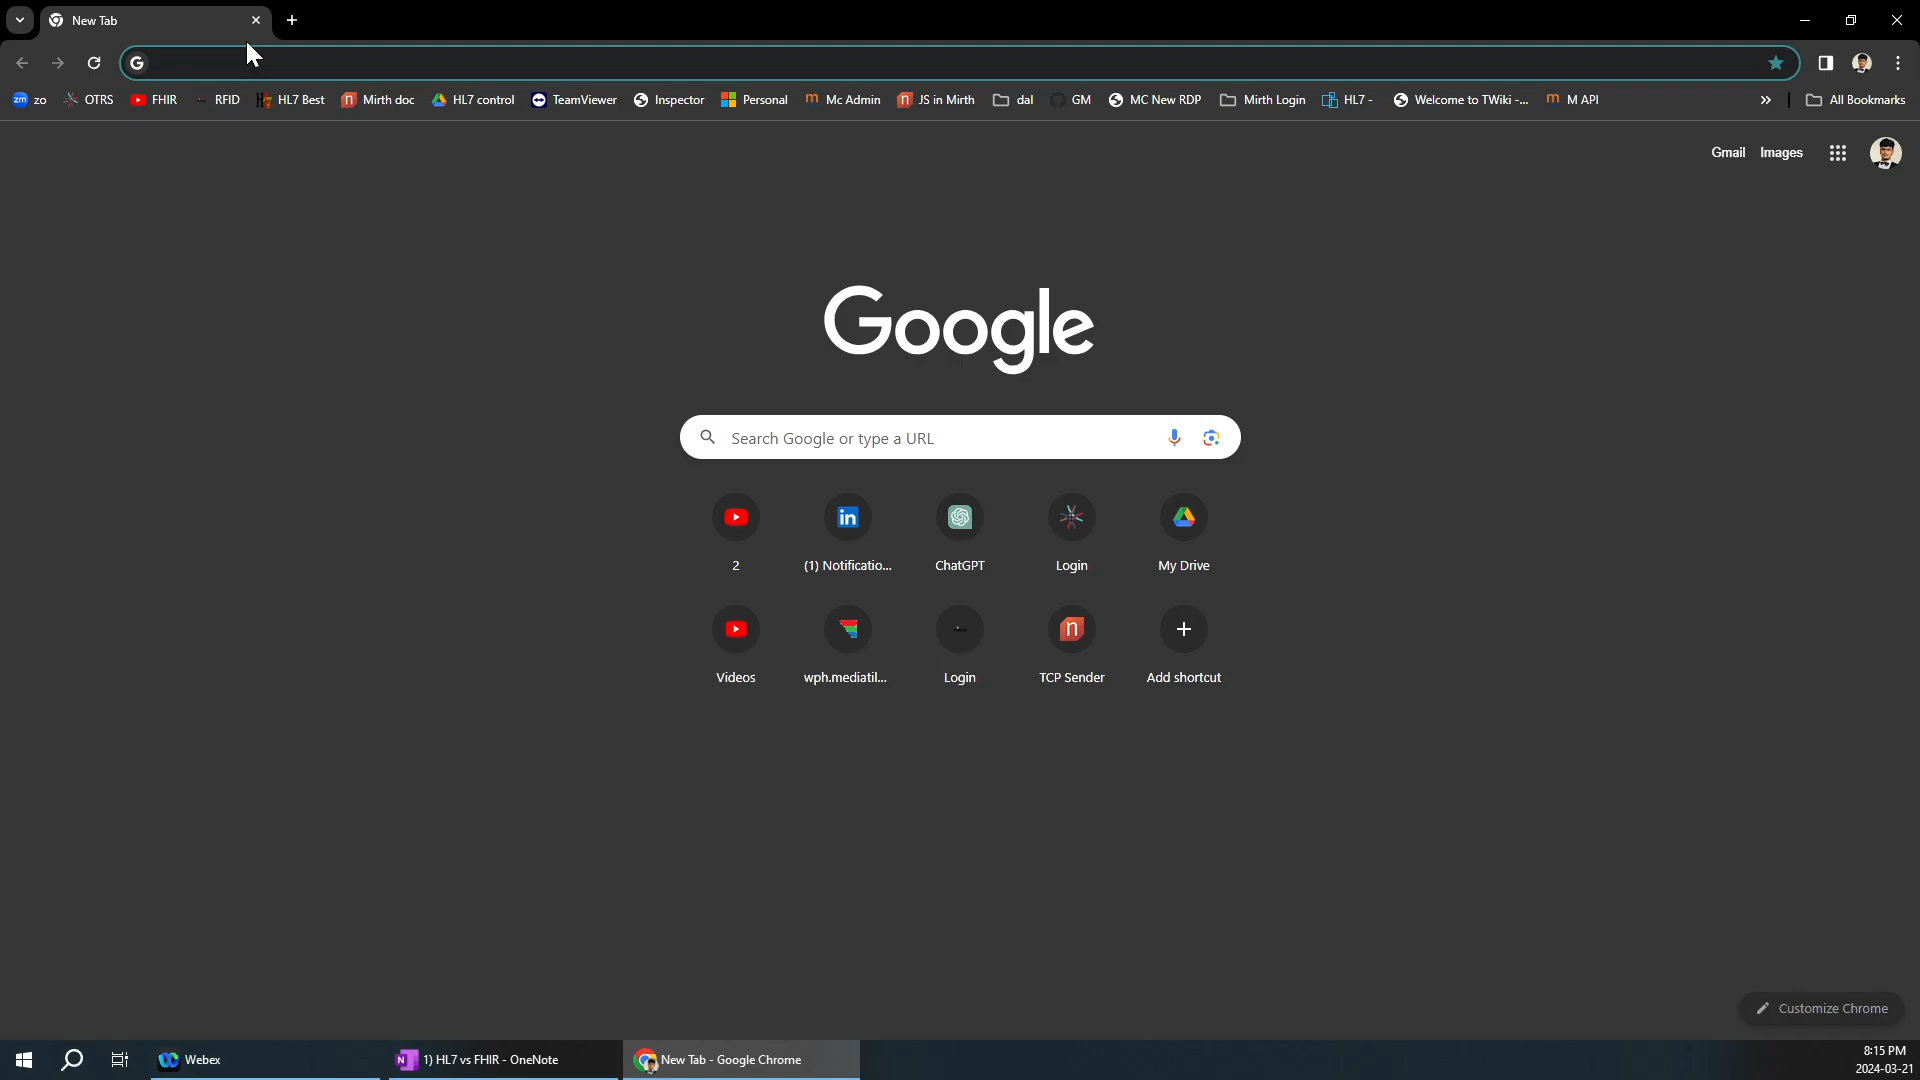 New Tab
zm zo OTRS FHIR RFID HL7 Best Mirth doc HL7 control TeamViewer Inspector Personal Mc Admin JS in Mirth dal GM MC New RDP Mirth Login HL7 - Welcome to TWiki -... M API » All Bookmarks
Gmail Images
Google
Search Google or type a URL
2 (1) Notificatio... ChatGPT Login My Drive
Videos wph.mediatil... Login TCP Sender Add shortcut
Customize Chrome
Webex 1) HL7 vs FHIR - OneNote New Tab - Google Chrome 8:15 PM
2024-03-21